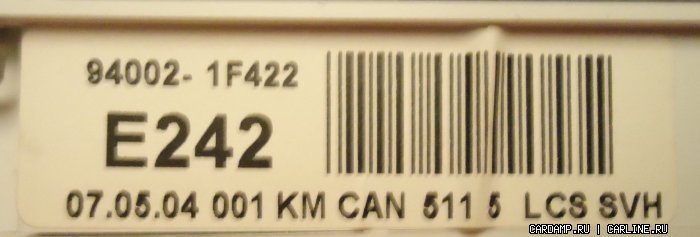 94002- 1F422
E242
07.05.04 001 KM CAN 511 5 LCS SVH
CARDAMP.RU | CARLINE.RU